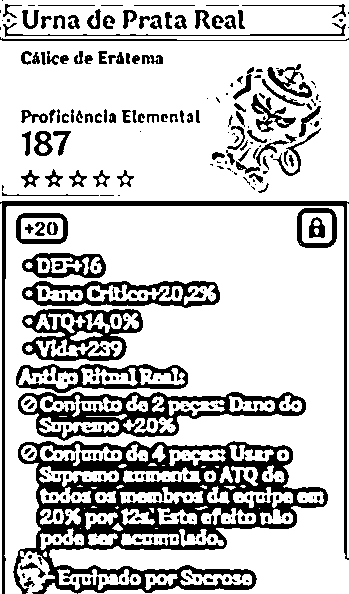 Urna de Prata Real
Cálice de Erátema
Proficiência Elemental
187
+20
•DEF+16
•Dano Crítico+20,2%
•ATQ+14,0%
•Vida+239
Antigo Ritual Real:
Conjunto de 2 peças: Dano do
Supremo +20%
Conjunto de 4 peças: Usar o
Supremo aumenta o ATQ de
todos os membros da equipe em
20% por 12s. Este efeito não
pode ser acumulado.
Equipado por Sucrose